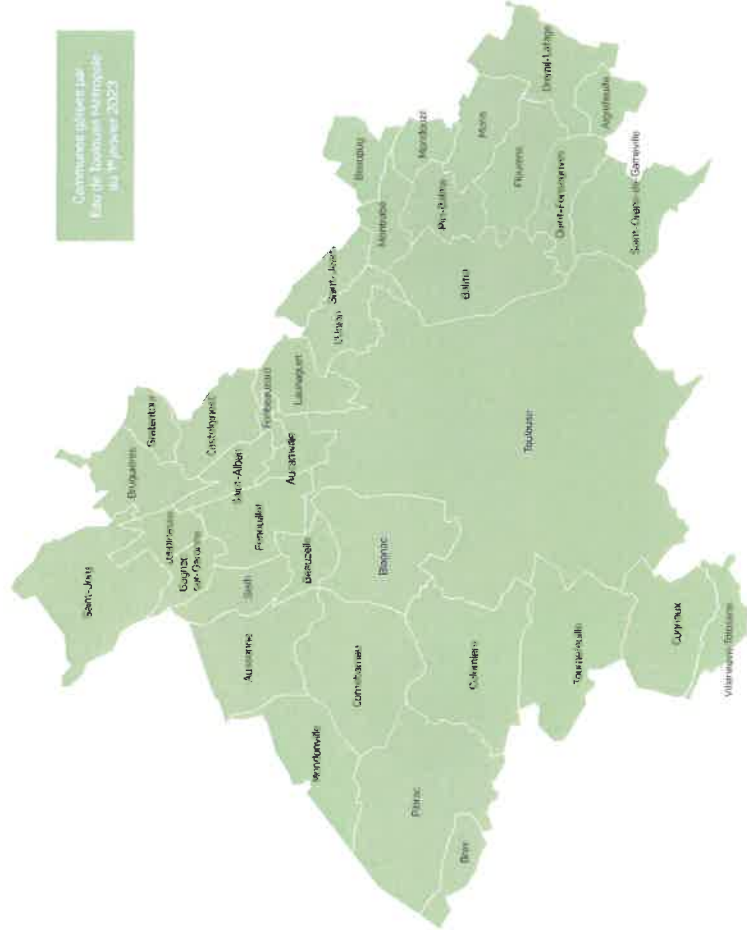 Communes gérées par
Eau de Toulouse Métropole
au 1er janvier 2023
Saint-Jory
Bruguières
Gratentour
Lespinasse
Gagnac
sur Garonne
Castelginest
Saint-Alban
Fonbeauzard
Fenouillet
Seilh
Aucamville
Launaguet
Aussonne
Beauzelle
Saint-Jean
L'Union
Mondonville
Cornebarrieu
Blagnac
Montrabé
Beaupuy
Mondouzil
Pin-Balma
Mons
Pibrac
Brax
Colomiers
Balma
Flourens
Drémil-Lafage
Toulouse
Quint-Fonsegrives
Aigrefeuille
Tournefeuille
Saint-Orens-de-Gameville
Cugnaux
Villeneuve-Tolosane